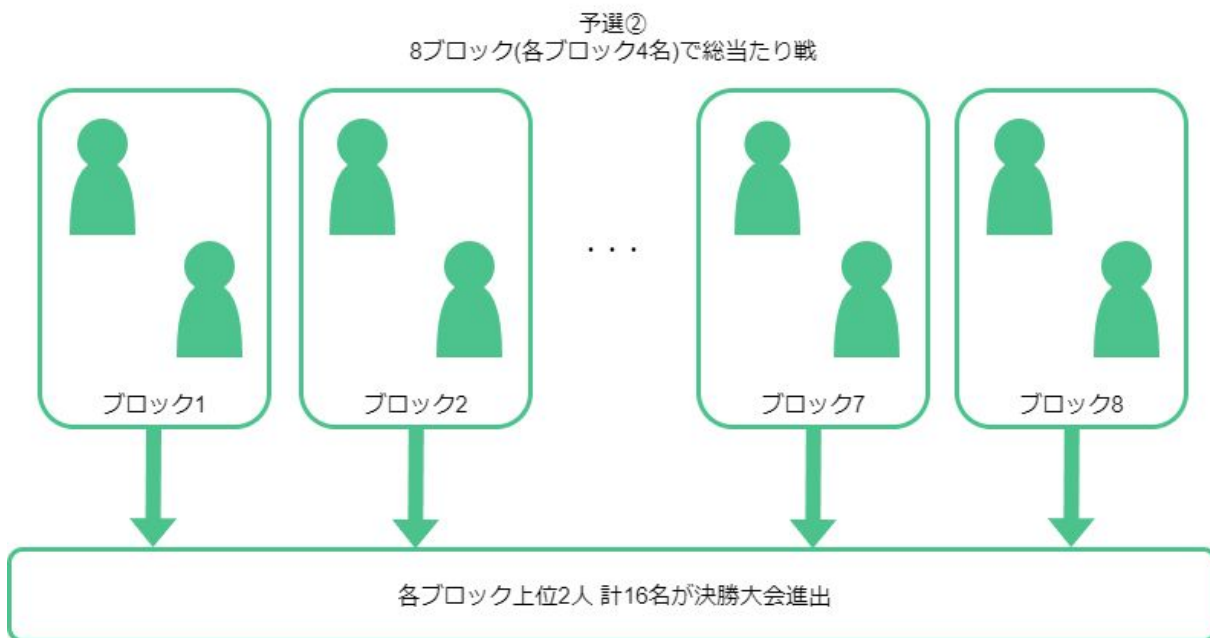 予選②
8ブロック(各ブロック4名)で総当たり戦
・・・
ブロック1
ブロック2
ブロック7
ブロック8
各ブロック上位2人 計16名が決勝大会進出